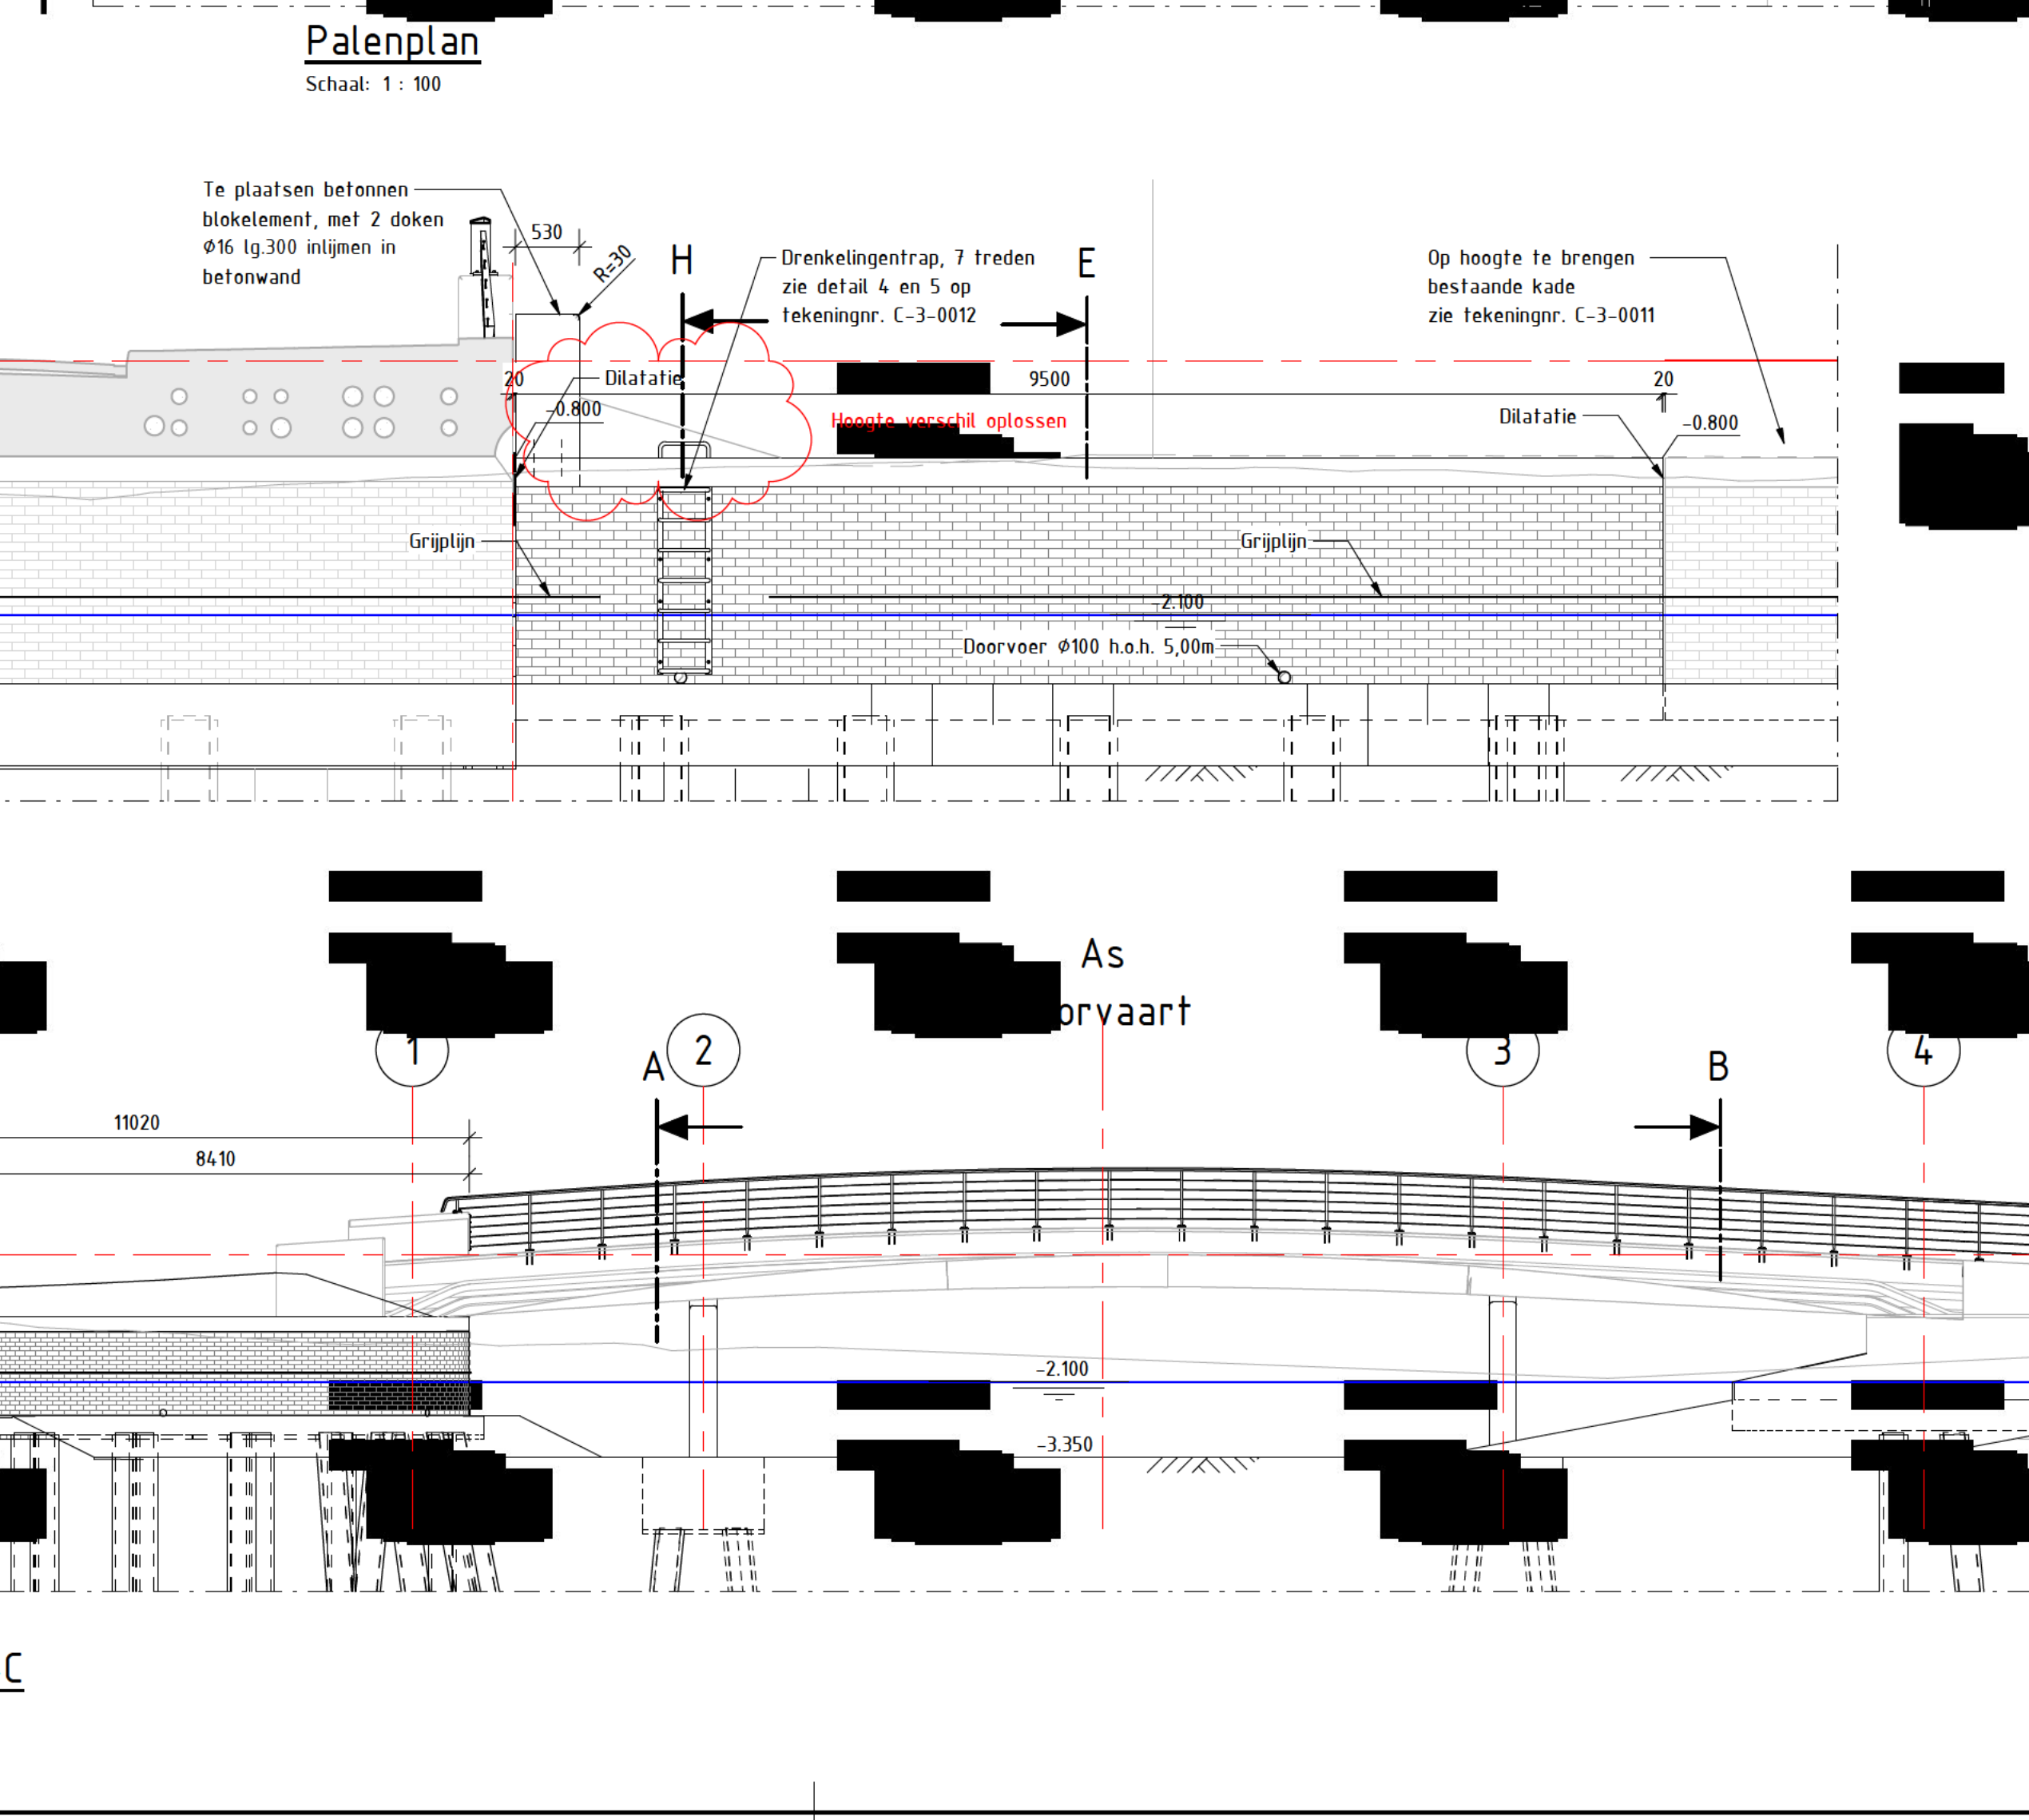 Palenplan
Schaal: 1 : 100
Te plaatsen betonnen
blokelement, met 2 doken
Ø16 lg.300 inlijmen in
betonwand
530
R=30
H
Drenkelingentrap, 7 treden
zie detail 4 en 5 op
tekeningnr. C-3-0012
E
Op hoogte te brengen
bestaande kade
zie tekeningnr. C-3-0011
20
Dilatatie
9500
20
-0.800
Hoogte verschil oplossen
Dilatatie
-0.800
Grijplijn
Grijplijn
-2.100
Doorvoer Ø100 h.o.h. 5,00m
As
orvaart
1
A
2
3
B
4
11020
8410
-2.100
-3.350
C